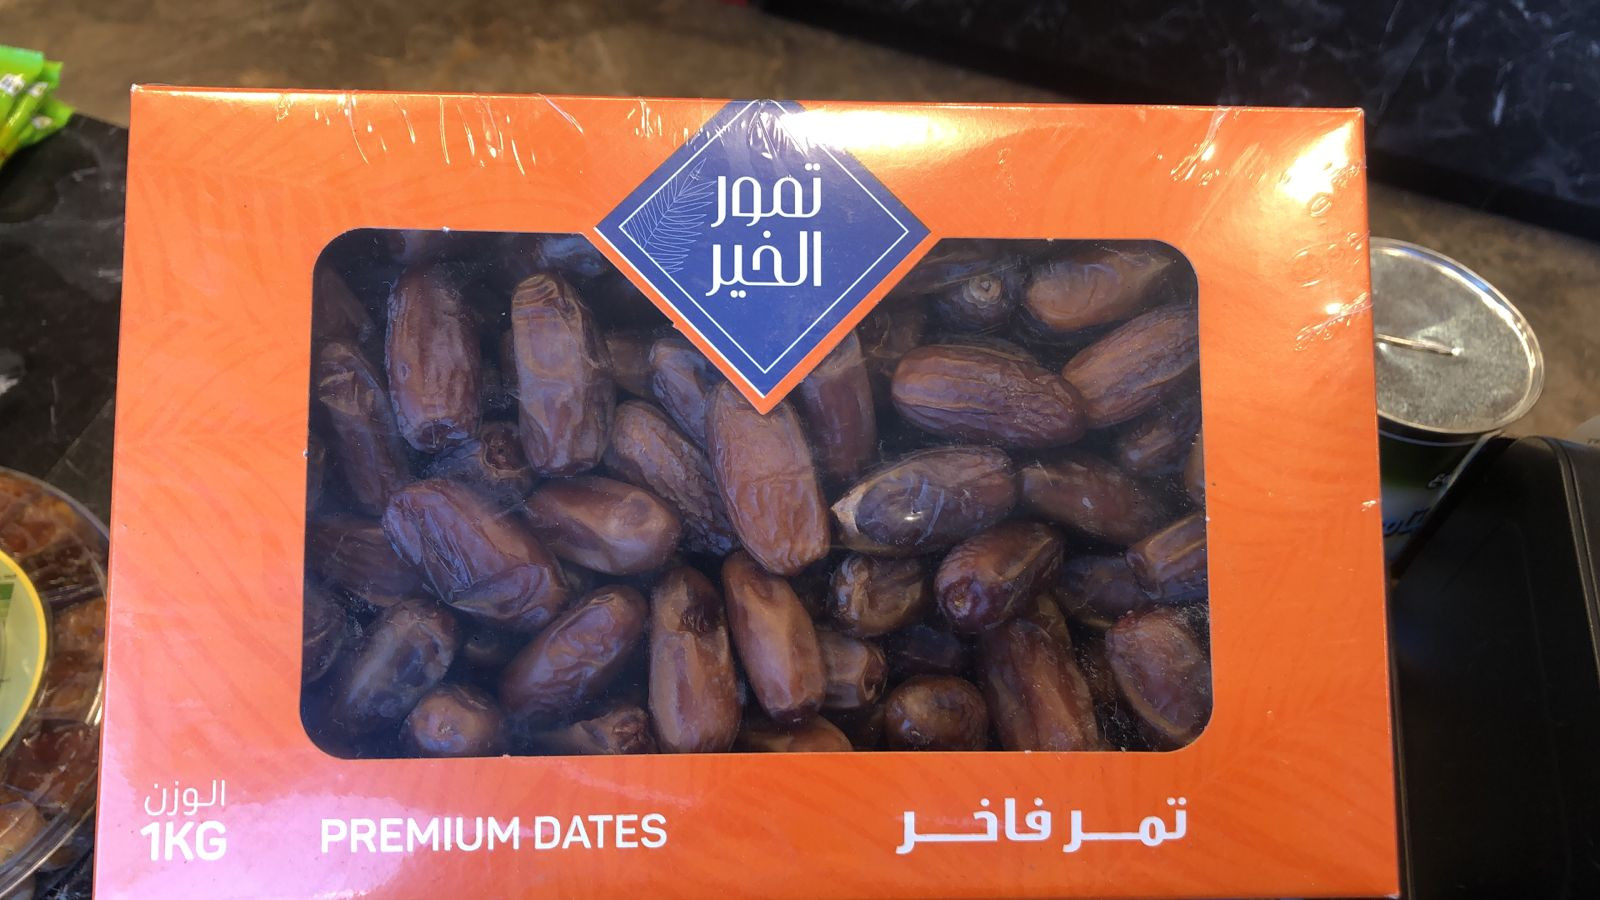 تمور
الخير
الوزن
1KG
PREMIUM DATES
تمر فاخر